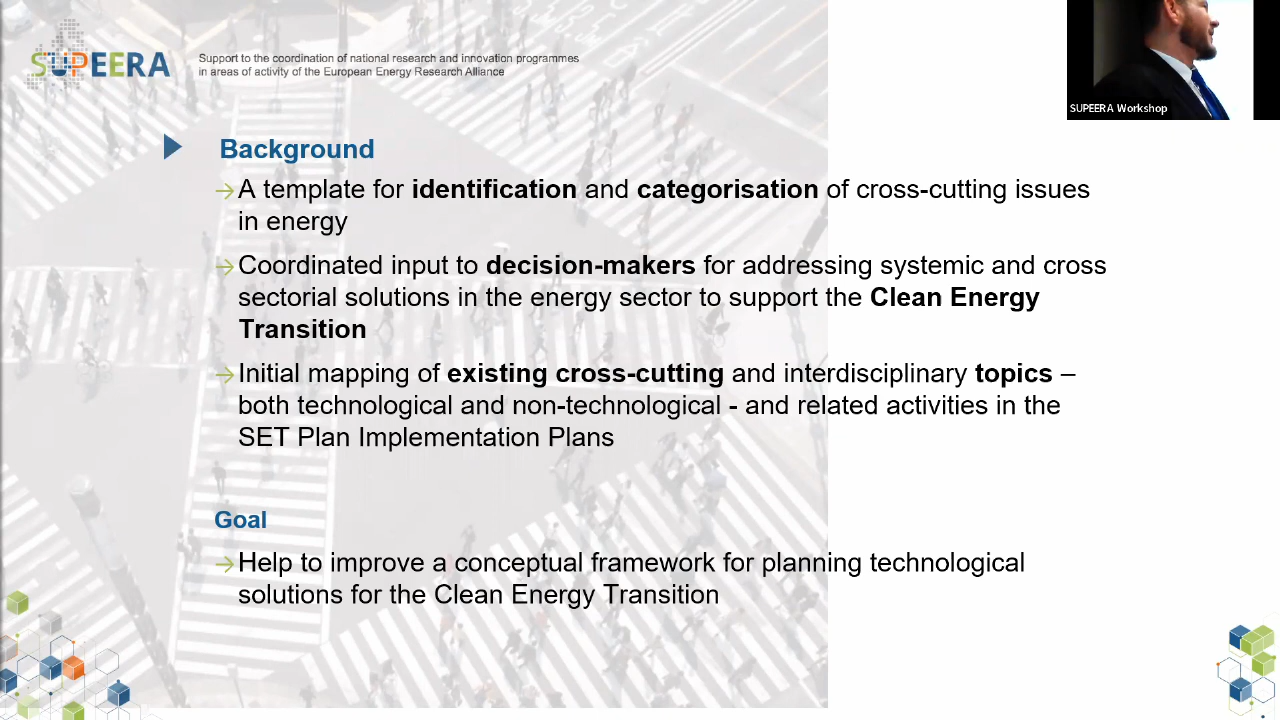 SUPEERA
Support to the coordination of national research and innovation programmes
in areas of activity of the European Energy Research Alliance
SUPEERA Workshop
Background
→A template for identification and categorisation of cross-cutting issues
in energy
→Coordinated input to decision-makers for addressing systemic and cross
sectorial solutions in the energy sector to support the Clean Energy
Transition
→Initial mapping of existing cross-cutting and interdisciplinary topics –
both technological and non-technological - and related activities in the
SET Plan Implementation Plans
Goal
→Help to improve a conceptual framework for planning technological
solutions for the Clean Energy Transition